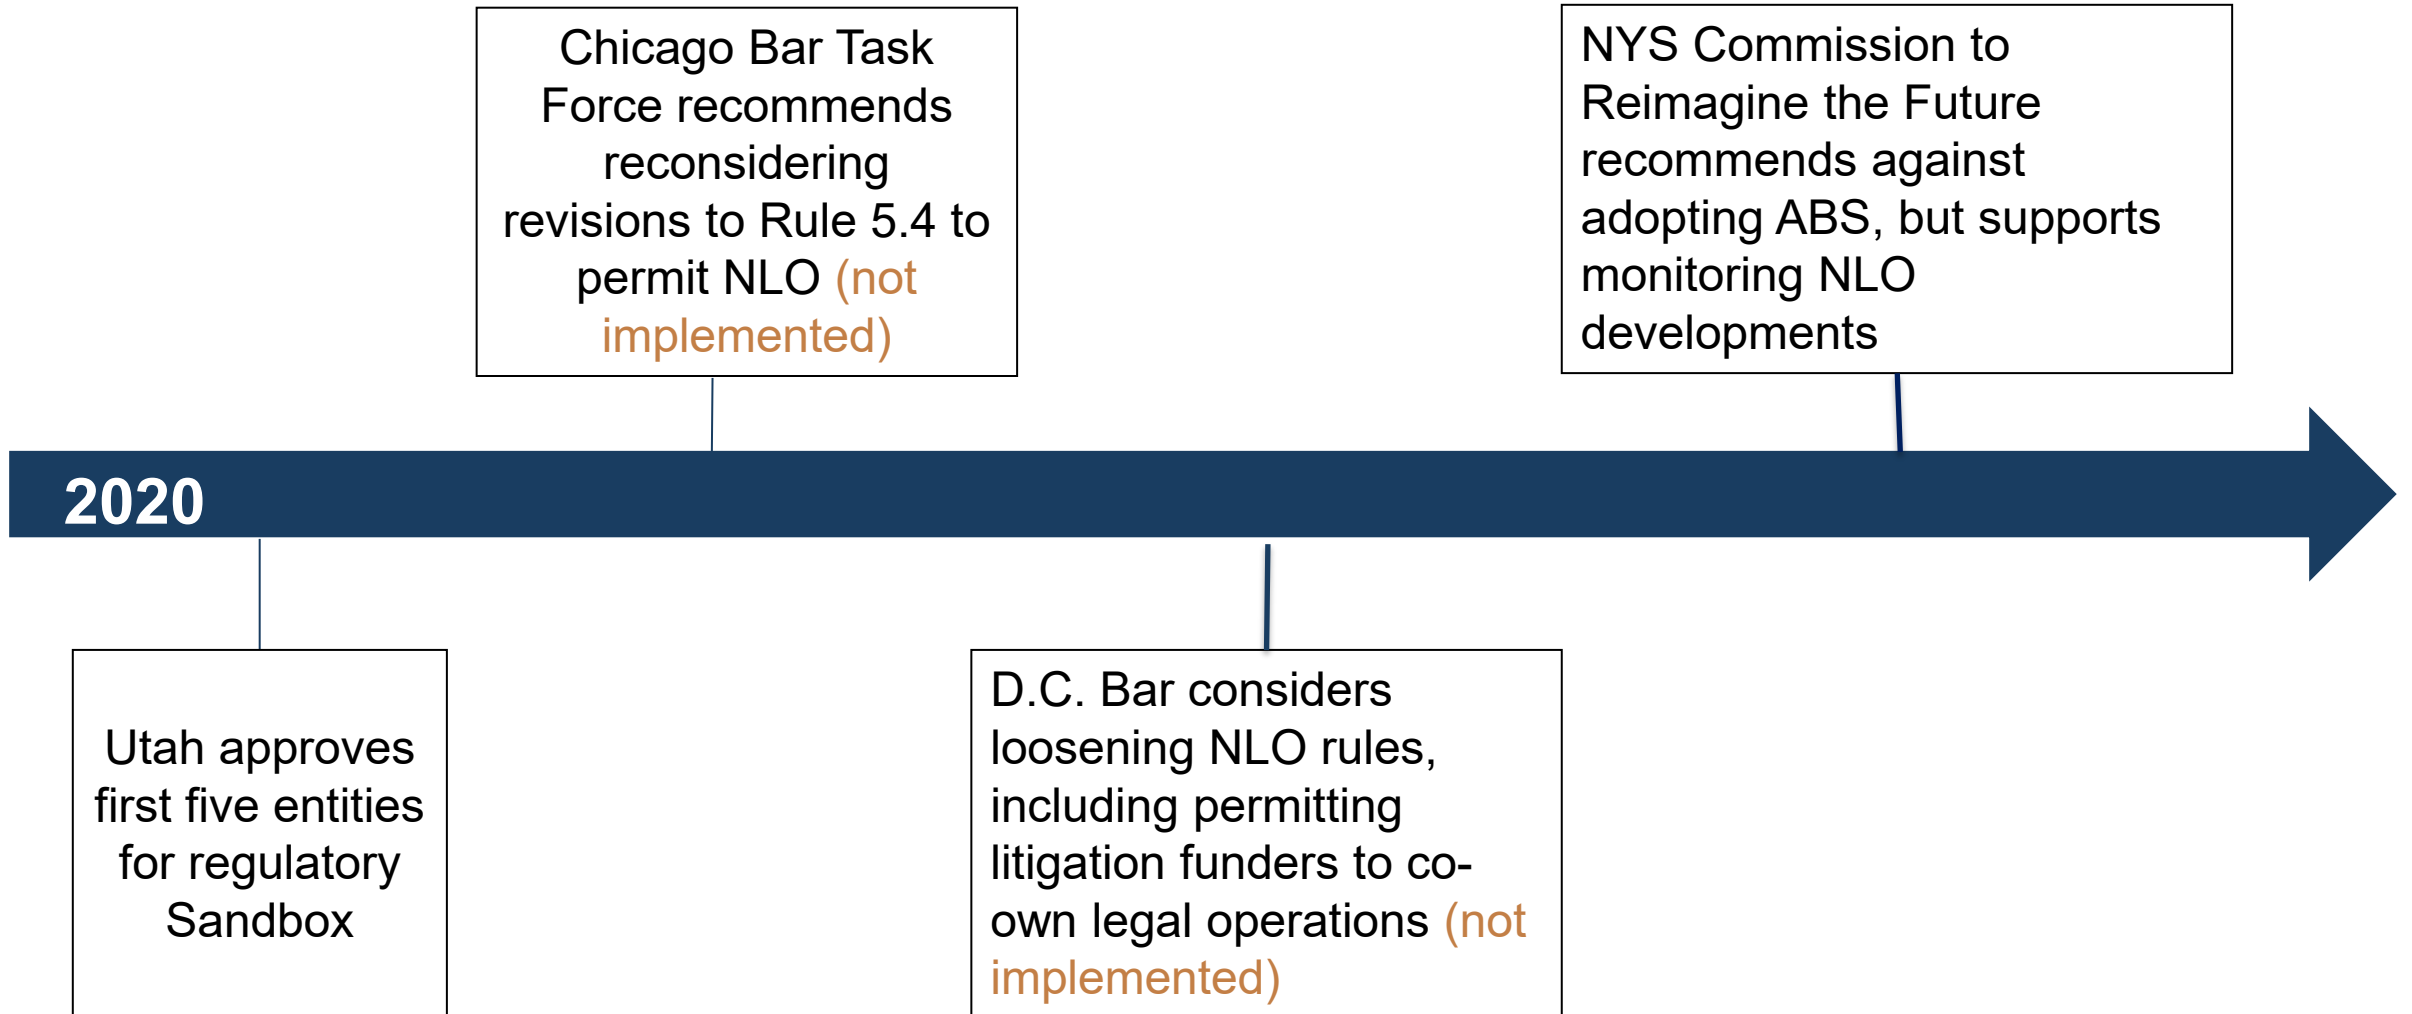 Chicago Bar Task
Force recommends
reconsidering
revisions to Rule 5.4 to
permit NLO (not
implemented)
NYS Commission to
Reimagine the Future
recommends against
adopting ABS, but supports
monitoring NLO
developments
2020
Utah approves
first five entities
for regulatory
Sandbox
D.C. Bar considers
loosening NLO rules,
including permitting
litigation funders to co-
own legal operations (not
implemented)